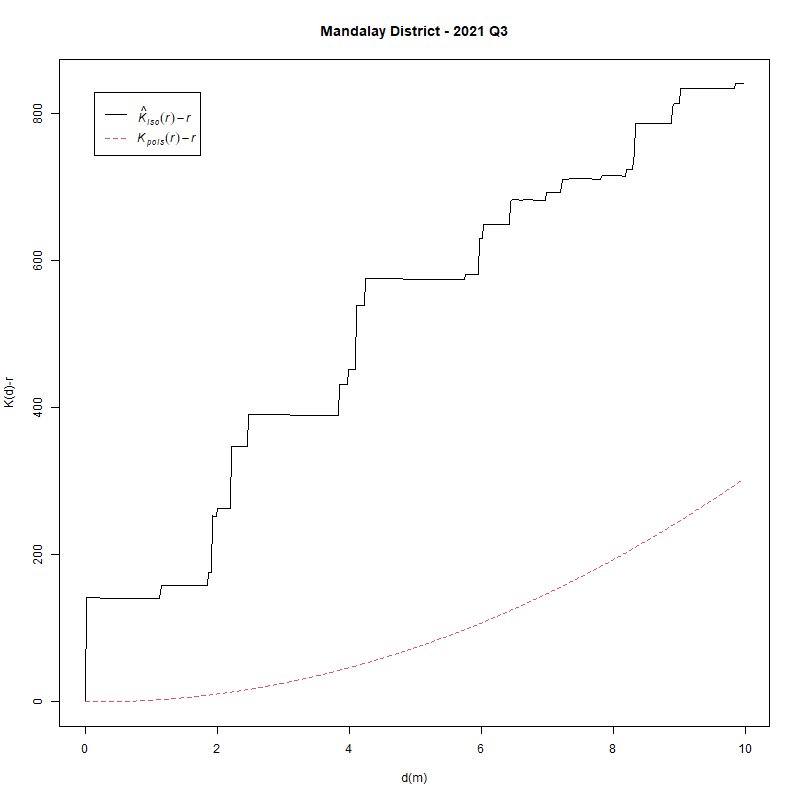 Mandalay District - 2021 Q3
K̂iso(r) − r
Kpois(r) − r
K(d)-r
0
200
400
600
800
0 2 4 6 8 10
d(m)